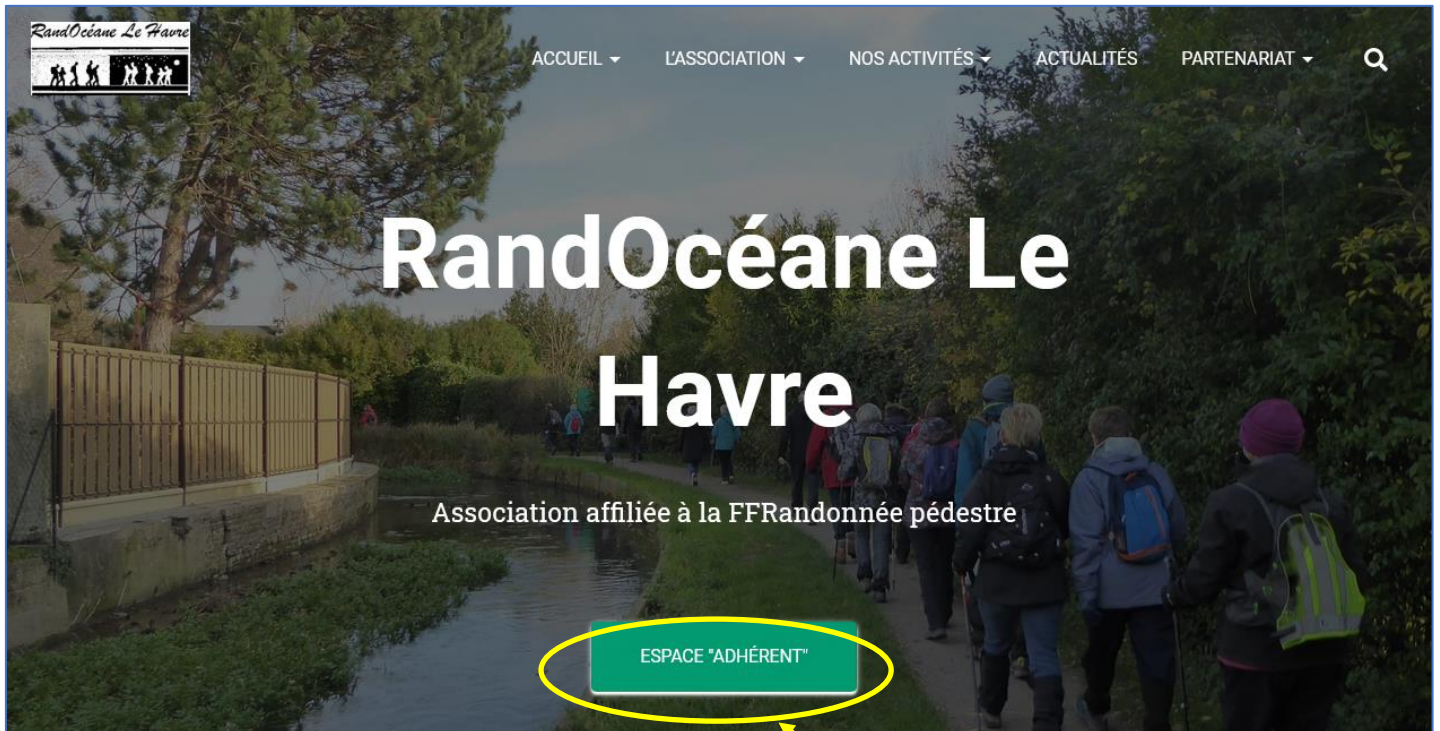 RandOcéane Le Havre
ACCUEIL
L'ASSOCIATION
NOS ACTIVITÉS
ACTUALITÉS
PARTENARIAT
RandOcéane Le
Havre
Association affiliée à la FFRandonnée pédestre
ESPACE "ADHÉRENT"